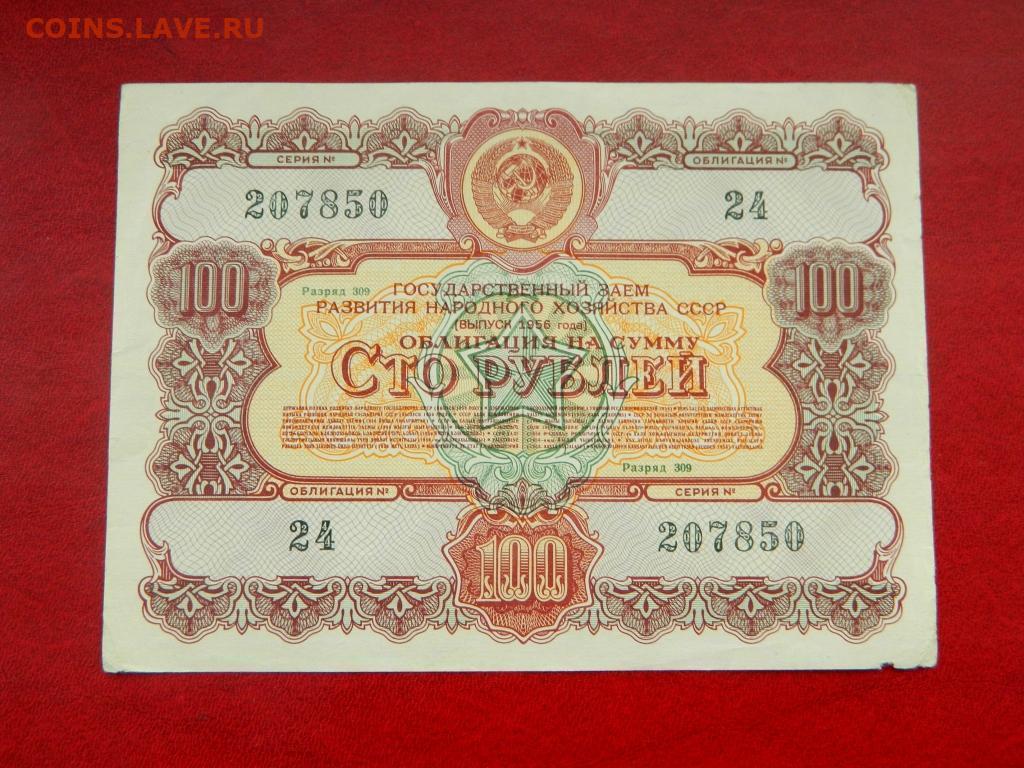 COINS.LAVE.RU
СЕРИЯ № ОБЛИГАЦИЯ №
207850 24
100 100
Разряд 309
ГОСУДАРСТВЕННЫЙ ЗАЕМ
РАЗВИТИЯ НАРОДНОГО ХОЗЯЙСТВА СССР
(ВЫПУСК 1956 года)
ОБЛИГАЦИЯ НА СУММУ
СТО РУБЛЕЙ
Разряд 309
ОБЛИГАЦИЯ № СЕРИЯ №
24 207850
100